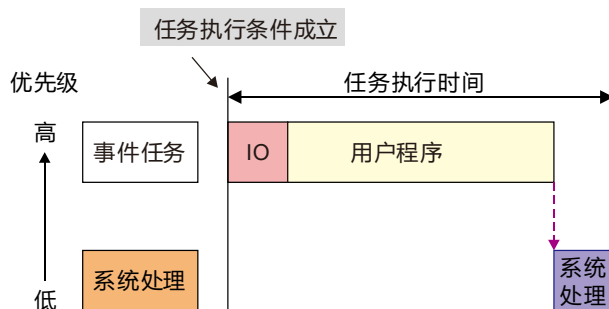 任务执行条件成立
优先级
任务执行时间
高
事件任务
IO
用户程序
系统处理
系统
处理
低